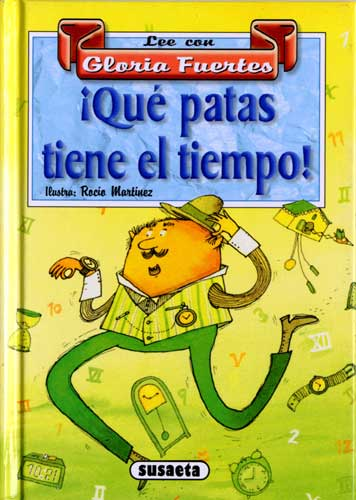 Lee con
Gloria Fuertes
¡Qué patas
tiene el tiempo!
Ilustra: Rocío Martínez
susaeta